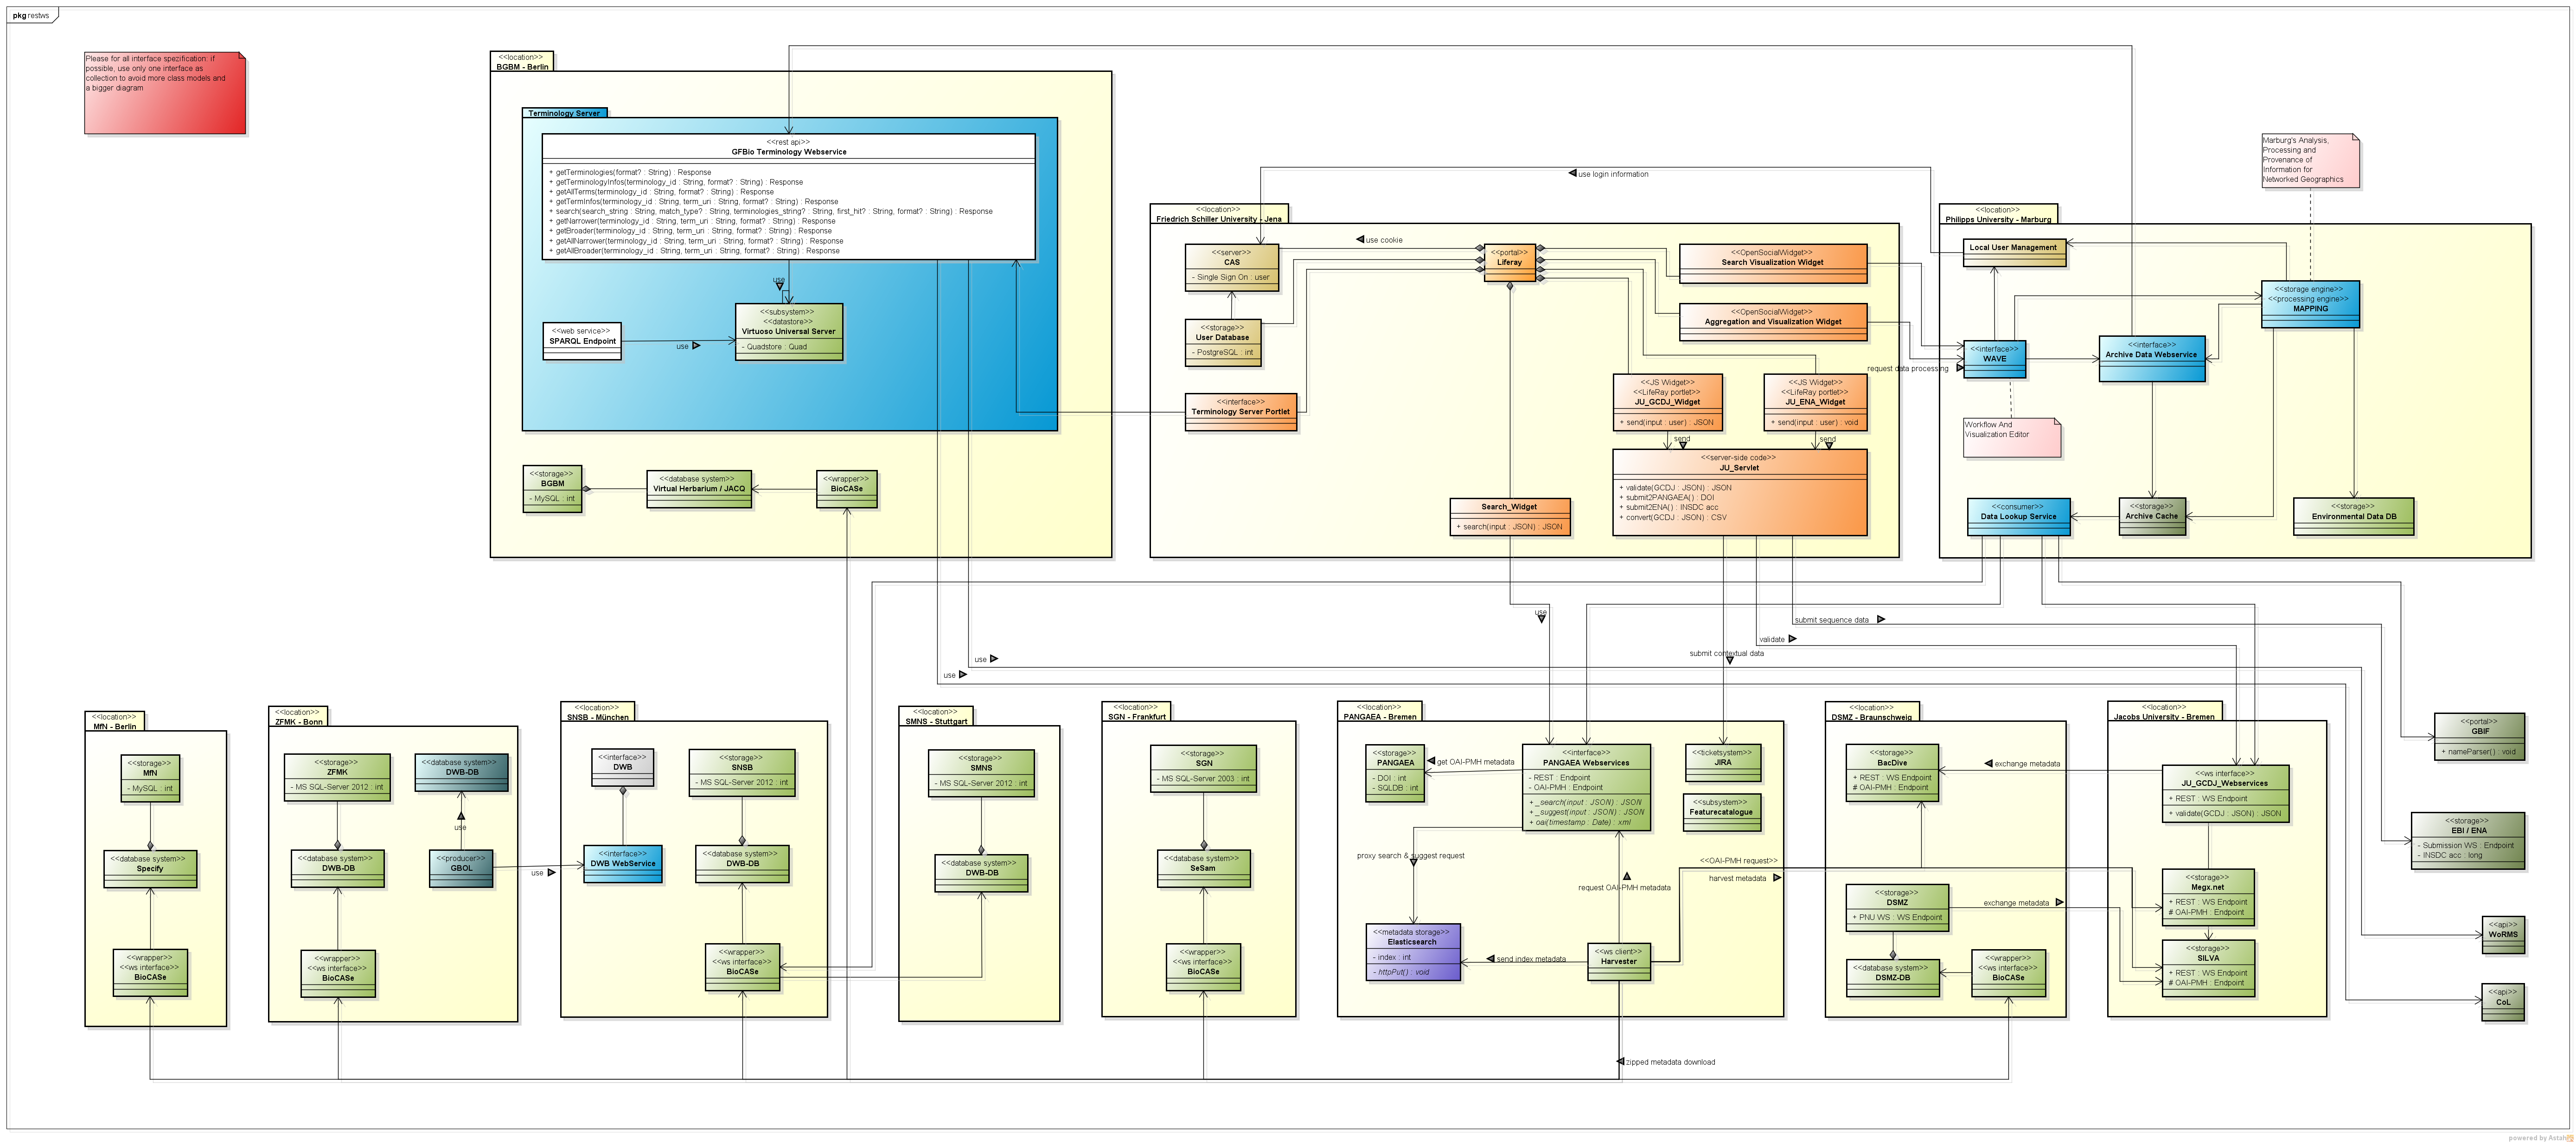 pkg restws
Please for all interface spezification: if
possible, use only one interface as
collection to avoid more class models and
a bigger diagram
<<location>>
BGBM - Berlin
Terminology Server
<<rest api>>
GFBio Terminology Webservice
+ getTerminologies(format? : String) : Response
+ getTerminologyInfos(terminology_id : String, format? : String) : Response
+ getAllTerms(terminology_id : String, format? : String) : Response
+ getTermInfos(terminology_id : String, term_uri : String, format? : String) : Response
+ search(search_string : String, match_type? : String, terminologies_string? : String, first_hit? : String, format? : String) : Response
+ getNarrower(terminology_id : String, term_uri : String, format? : String) : Response
+ getBroader(terminology_id : String, term_uri : String, format? : String) : Response
+ getAllNarrower(terminology_id : String, term_uri : String, format? : String) : Response
+ getAllBroader(terminology_id : String, term_uri : String, format? : String) : Response
use
<<subsystem>>
<<datastore>>
Virtuoso Universal Server
- Quadstore : Quad
<<web service>>
SPARQL Endpoint
use
<<storage>>
BGBM
- MySQL : int
<<database system>>
Virtual Herbarium / JACQ
<<wrapper>>
BioCASe
<<location>>
Friedrich Schiller University - Jena
use login information
use cookie
<<server>>
CAS
- Single Sign On : user
<<storage>>
User Database
- PostgreSQL : int
<<interface>>
Terminology Server Portlet
<<portal>>
Liferay
<<OpenSocialWidget>>
Search Visualization Widget
<<OpenSocialWidget>>
Aggregation and Visualization Widget
<<JS Widget>>
<<LifeRay portlet>>
JU_GCDJ_Widget
+ send(input : user) : JSON
<<JS Widget>>
<<LifeRay portlet>>
JU_ENA_Widget
+ send(input : user) : void
send
send
<<server-side code>>
JU_Servlet
+ validate(GCDJ : JSON) : JSON
+ submit2PANGAEA() : DOI
+ submit2ENA() : INSDC acc
+ convert(GCDJ : JSON) : CSV
Search_Widget
+ search(input : JSON) : JSON
<<location>>
Philipps University - Marburg
Marburg's Analysis,
Processing and
Provenance of
Information for
Networked Geographics
Local User Management
<<storage engine>>
<<processing engine>>
MAPPING
<<interface>>
WAVE
request data processing
<<interface>>
Archive Data Webservice
Workflow And
Visualization Editor
<<consumer>>
Data Lookup Service
<<storage>>
Archive Cache
<<storage>>
Environmental Data DB
use
submit sequence data
validate
submit contextual data
use
use
<<location>>
MfN - Berlin
<<storage>>
MfN
- MySQL : int
<<database system>>
Specify
<<wrapper>>
<<ws interface>>
BioCASe
<<location>>
ZFMK - Bonn
<<storage>>
ZFMK
- MS SQL-Server 2012 : int
<<database system>>
DWB-DB
use
<<database system>>
DWB-DB
<<producer>>
GBOL
use
<<wrapper>>
<<ws interface>>
BioCASe
<<location>>
SNSB - München
<<interface>>
DWB
<<storage>>
SNSB
- MS SQL-Server 2012 : int
<<interface>>
DWB WebService
<<database system>>
DWB-DB
<<wrapper>>
<<ws interface>>
BioCASe
<<location>>
SMNS - Stuttgart
<<storage>>
SMNS
- MS SQL-Server 2012 : int
<<database system>>
DWB-DB
<<location>>
SGN - Frankfurt
<<storage>>
SGN
- MS SQL-Server 2003 : int
<<database system>>
SeSam
<<wrapper>>
<<ws interface>>
BioCASe
<<location>>
PANGAEA - Bremen
<<storage>>
PANGAEA
- DOI : int
- SQLDB : int
get OAI-PMH metadata
<<interface>>
PANGAEA Webservices
- REST : Endpoint
- OAI-PMH : Endpoint
+ _search(input : JSON) : JSON
+ _suggest(input : JSON) : JSON
+ oai(timestamp : Date) : xml
<<ticketsystem>>
JIRA
<<subsystem>>
Featurecatalogue
proxy search & suggest request
request OAI-PMH metadata
<<OAI-PMH request>>
harvest metadata
<<metadata storage>>
Elasticsearch
- index : int
- httpPut() : void
send index metadata
<<ws client>>
Harvester
zipped metadata download
<<location>>
DSMZ - Braunschweig
<<storage>>
BacDive
+ REST : WS Endpoint
# OAI-PMH : Endpoint
exchange metadata
<<storage>>
DSMZ
+ PNU WS : WS Endpoint
exchange metadata
<<database system>>
DSMZ-DB
<<wrapper>>
<<ws interface>>
BioCASe
<<location>>
Jacobs University - Bremen
<<ws interface>>
JU_GCDJ_Webservices
+ REST : WS Endpoint
+ validate(GCDJ : JSON) : JSON
<<storage>>
Megx.net
+ REST : WS Endpoint
# OAI-PMH : Endpoint
<<storage>>
SILVA
+ REST : WS Endpoint
# OAI-PMH : Endpoint
<<portal>>
GBIF
+ nameParser() : void
<<storage>>
EBI / ENA
- Submission WS : Endpoint
- INSDC acc : long
<<api>>
WoRMS
<<api>>
CoL
powered by Astah